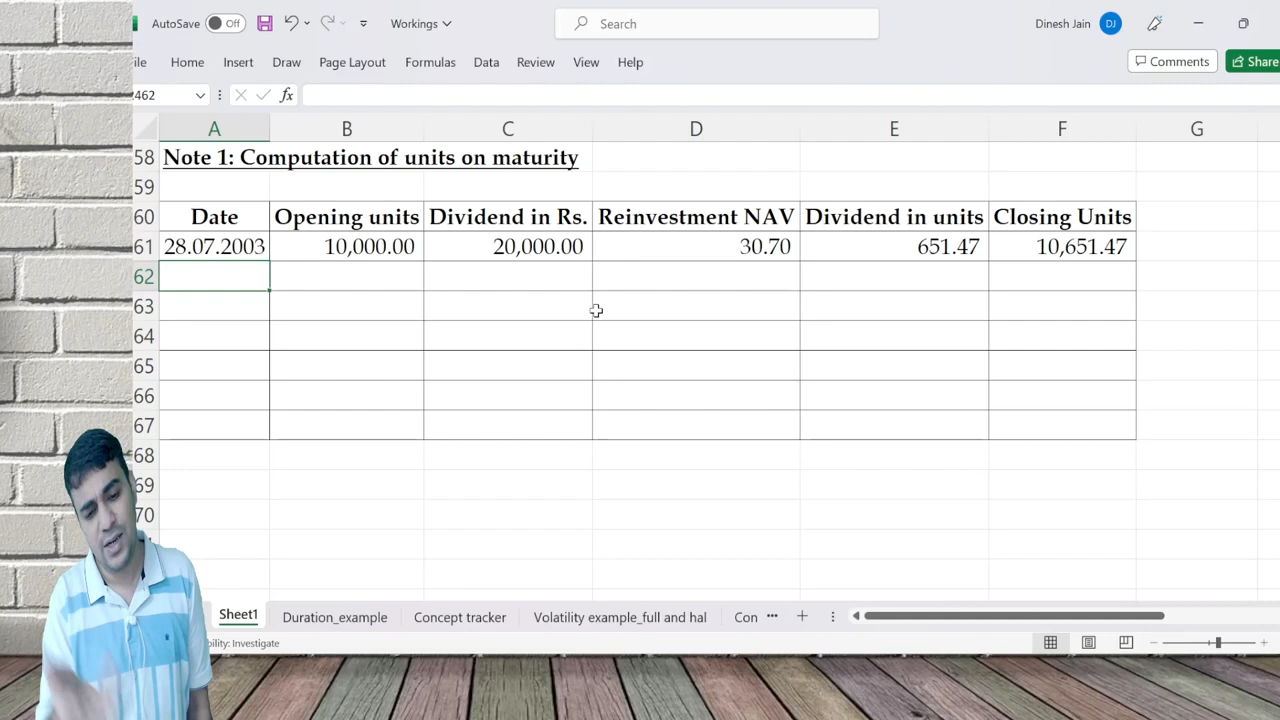 AutoSave Off Workings Search Dinesh Jain DJ
ile Home Insert Draw Page Layout Formulas Data Review View Help Comments Share
462 fx
A B C D E F G
58 Note 1: Computation of units on maturity
59
60 Date Opening units Dividend in Rs. Reinvestment NAV Dividend in units Closing Units
61 28.07.2003 10,000.00 20,000.00 30.70 651.47 10,651.47
62
63
64
65
66
67
68
69
70
Sheet1 Duration_example Concept tracker Volatility example_full and hal Con
bility: Investigate